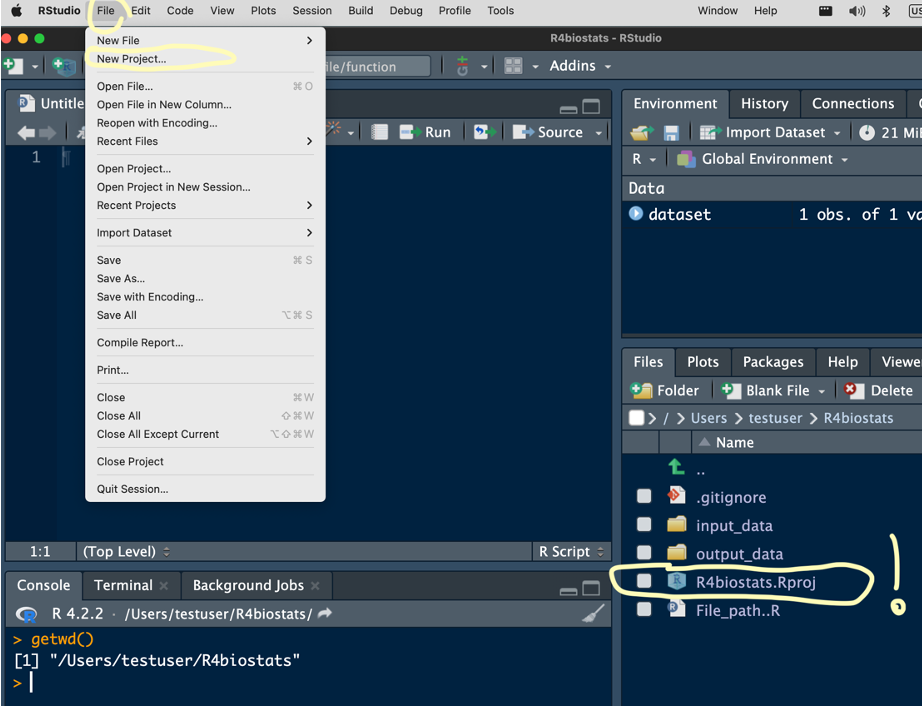 RStudio File Edit Code View Plots Session Build Debug Profile Tools Window Help
R4biostats - RStudio
file/function Addins
New File
New Project...
Open File... ⌘ O
Open File in New Column...
Reopen with Encoding...
Recent Files
Open Project...
Open Project in New Session...
Recent Projects
Import Dataset
Save ⌘ S
Save As...
Save with Encoding...
Save All ⌥⌘ S
Compile Report...
Print...
Close ⌘ W
Close All ⇧⌘ W
Close All Except Current ⌥⇧⌘ W
Close Project
Quit Session...
Untitle
Run Source
1
1:1 (Top Level) R Script
Console Terminal Background Jobs
R 4.2.2 · /Users/testuser/R4biostats/
> getwd()
[1] "/Users/testuser/R4biostats"
>
Environment History Connections
Import Dataset 21 Mi
R Global Environment
Data
dataset 1 obs. of 1 va
Files Plots Packages Help Viewe
Folder Blank File Delete
/ Users testuser R4biostats
Name
..
.gitignore
input_data
output_data
R4biostats.Rproj
File_path..R
!